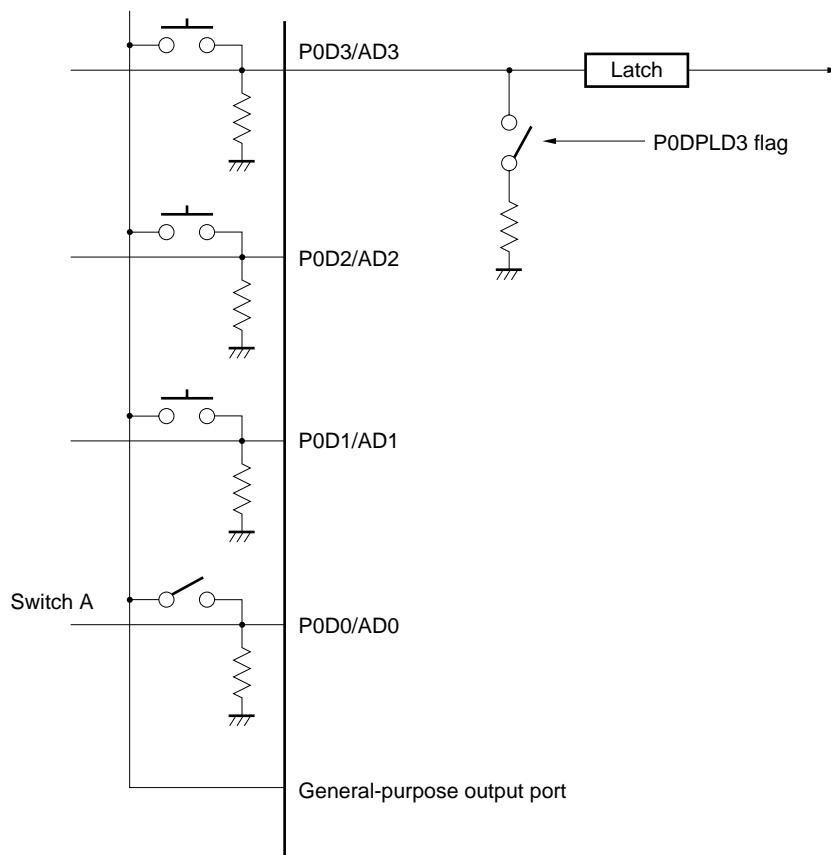 P0D3/AD3
Latch
P0DPLD3 flag
P0D2/AD2
P0D1/AD1
Switch A
P0D0/AD0
General-purpose output port